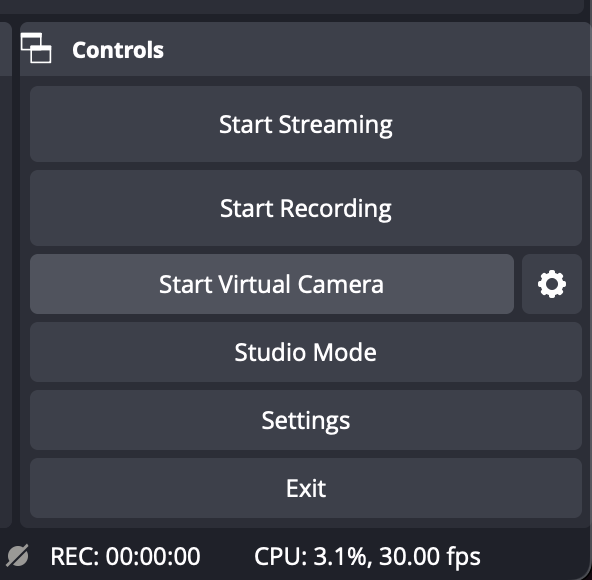 Controls
Start Streaming
Start Recording
Start Virtual Camera
Studio Mode
Settings
Exit
REC: 00:00:00 CPU: 3.1%, 30.00 fps